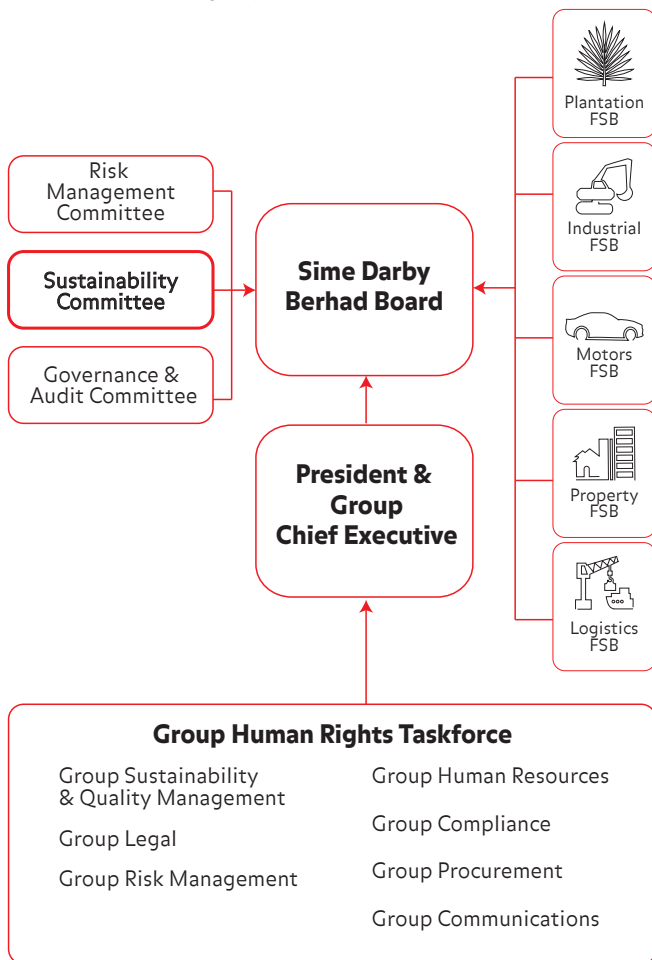 Risk
Management
Committee
Sustainability
Committee
Governance &
Audit Committee
Sime Darby
Berhad Board
President &
Group
Chief Executive
Plantation
FSB
Industrial
FSB
Motors
FSB
Property
FSB
Logistics
FSB
Group Human Rights Taskforce
Group Sustainability
& Quality Management
Group Legal
Group Risk Management
Group Human Resources
Group Compliance
Group Procurement
Group Communications